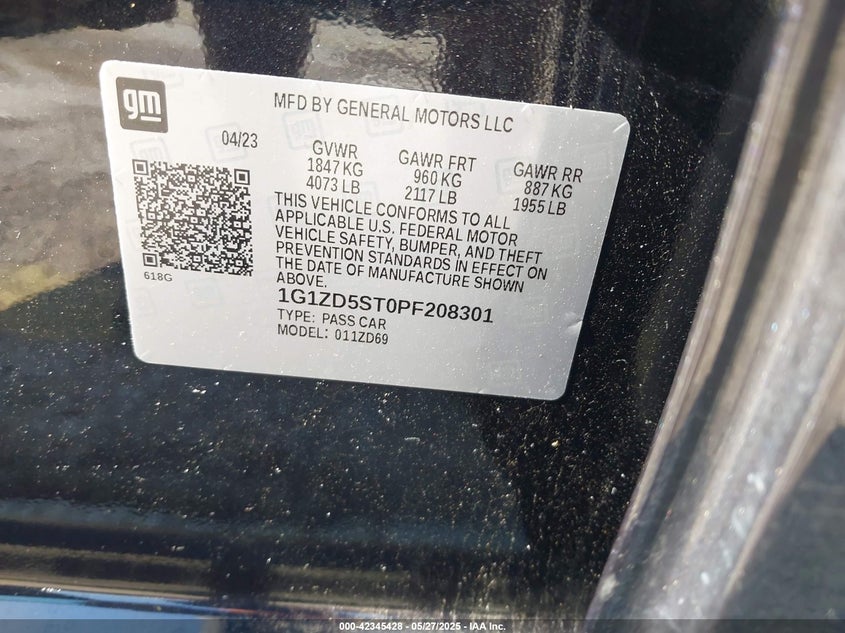 gm
MFD BY GENERAL MOTORS LLC
04/23
GVWR GAWR FRT GAWR RR
1847 KG 960 KG 887 KG
4073 LB 2117 LB 1955 LB
THIS VEHICLE CONFORMS TO ALL
APPLICABLE U.S. FEDERAL MOTOR
VEHICLE SAFETY, BUMPER, AND THEFT
PREVENTION STANDARDS IN EFFECT ON
THE DATE OF MANUFACTURE SHOWN
ABOVE.
618G
1G1ZD5ST0PF208301
TYPE: PASS CAR
MODEL: 011ZD69
000-42345428 - 05/27/2025 - IAA Inc.